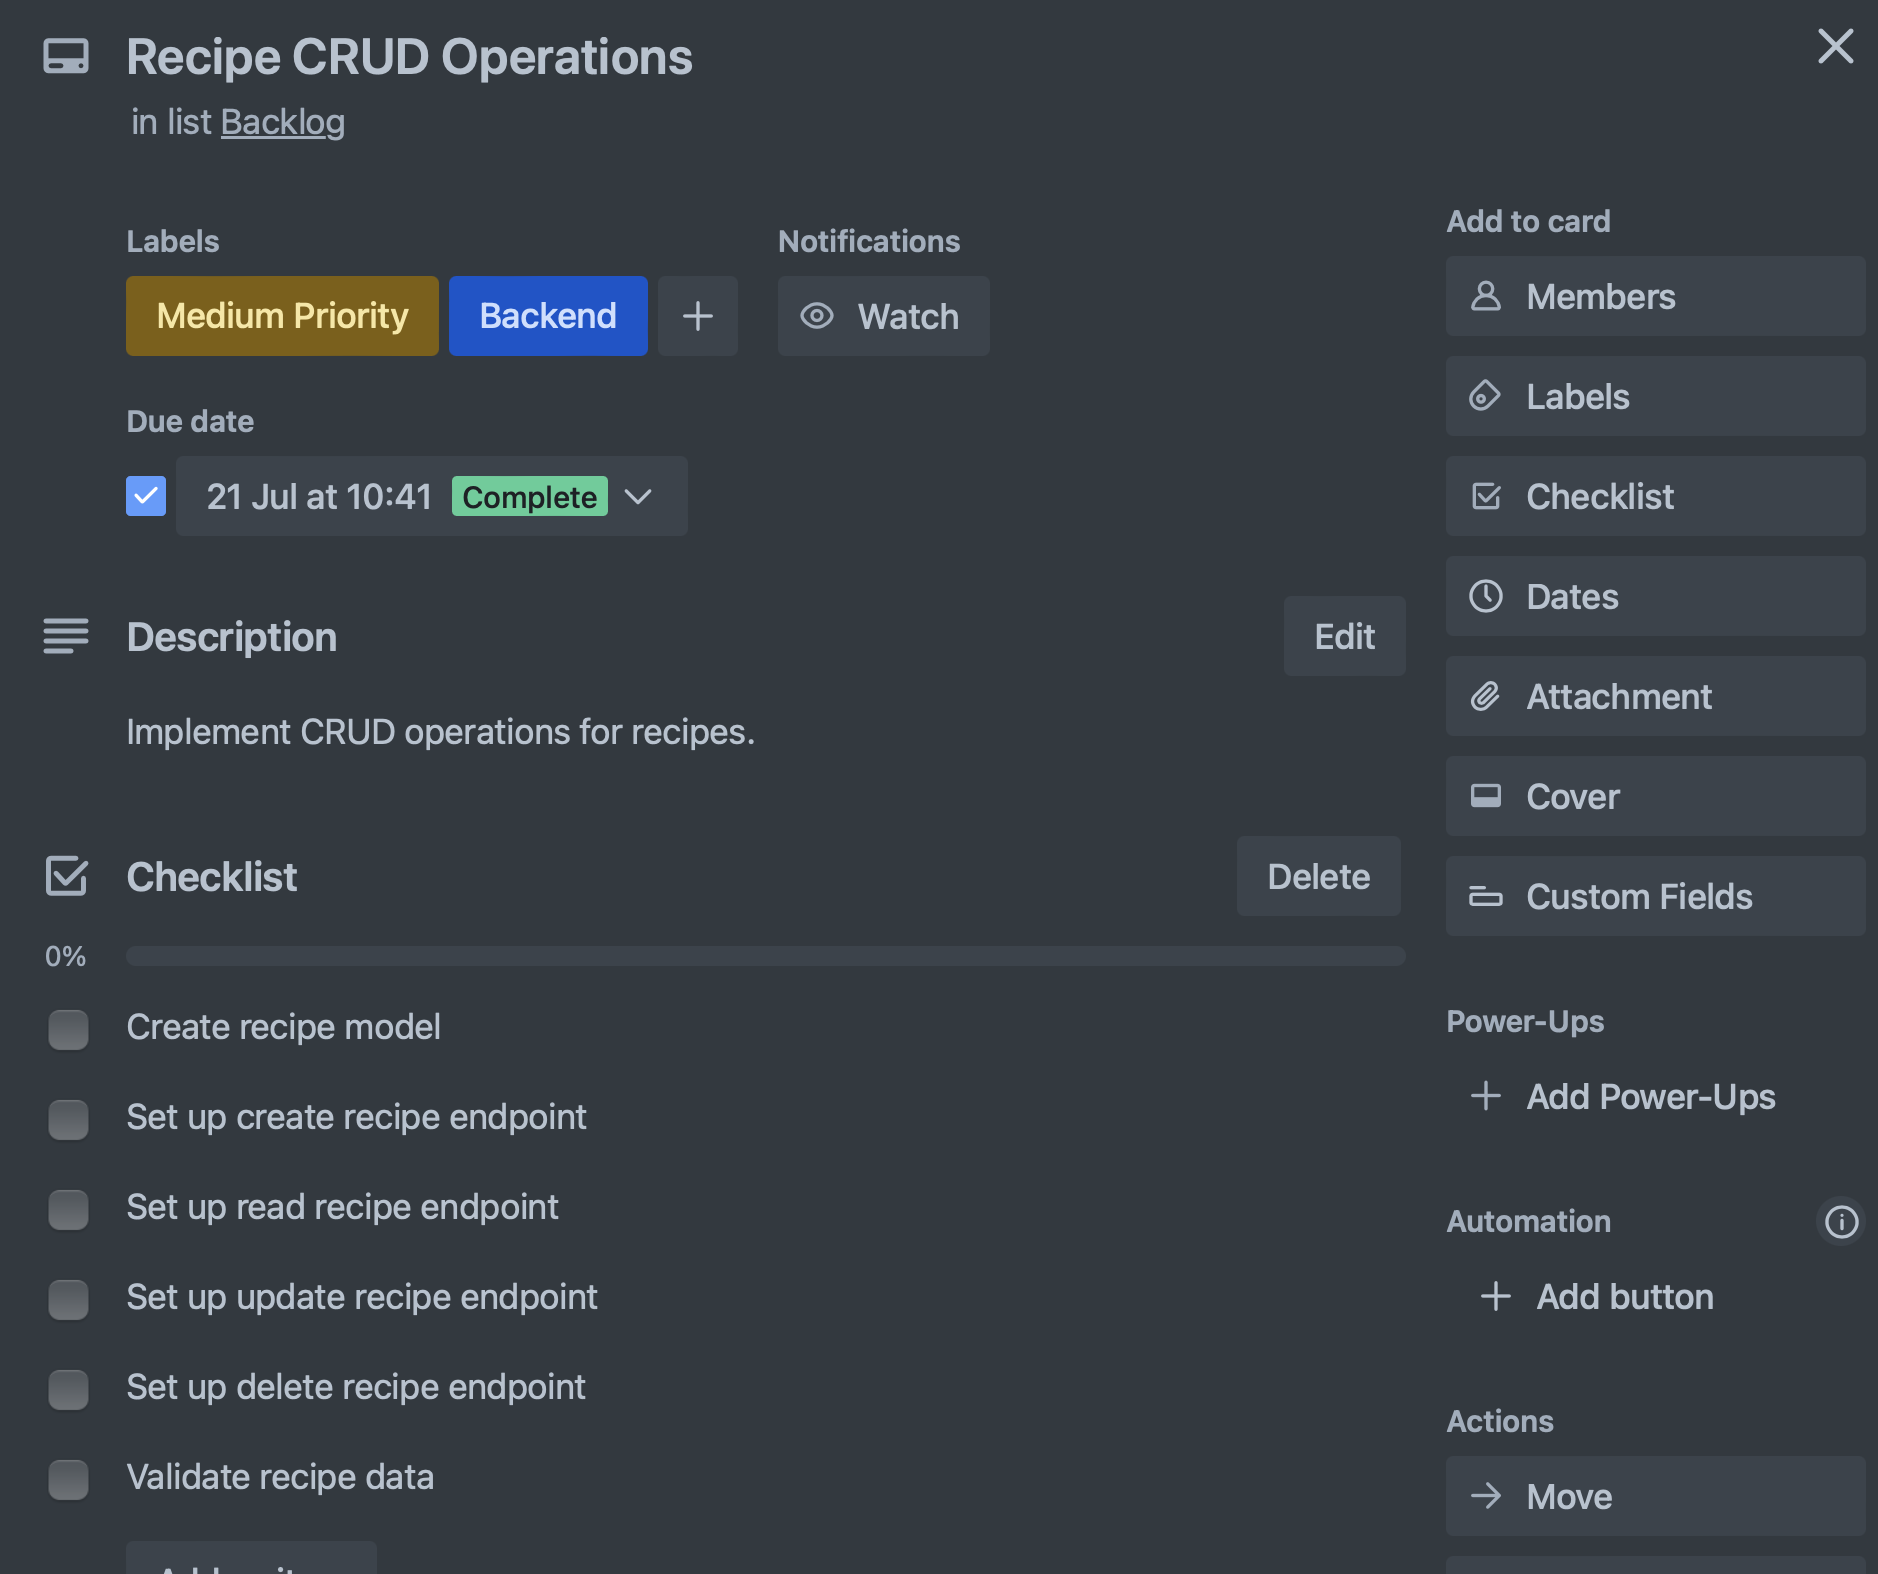 Recipe CRUD Operations
in list Backlog
Labels
Medium Priority
Backend
Notifications
Watch
Due date
21 Jul at 10:41 Complete
Description
Edit
Implement CRUD operations for recipes.
Checklist
Delete
0%
Create recipe model
Set up create recipe endpoint
Set up read recipe endpoint
Set up update recipe endpoint
Set up delete recipe endpoint
Validate recipe data
Add to card
Members
Labels
Checklist
Dates
Attachment
Cover
Custom Fields
Power-Ups
Add Power-Ups
Automation
Add button
Actions
Move